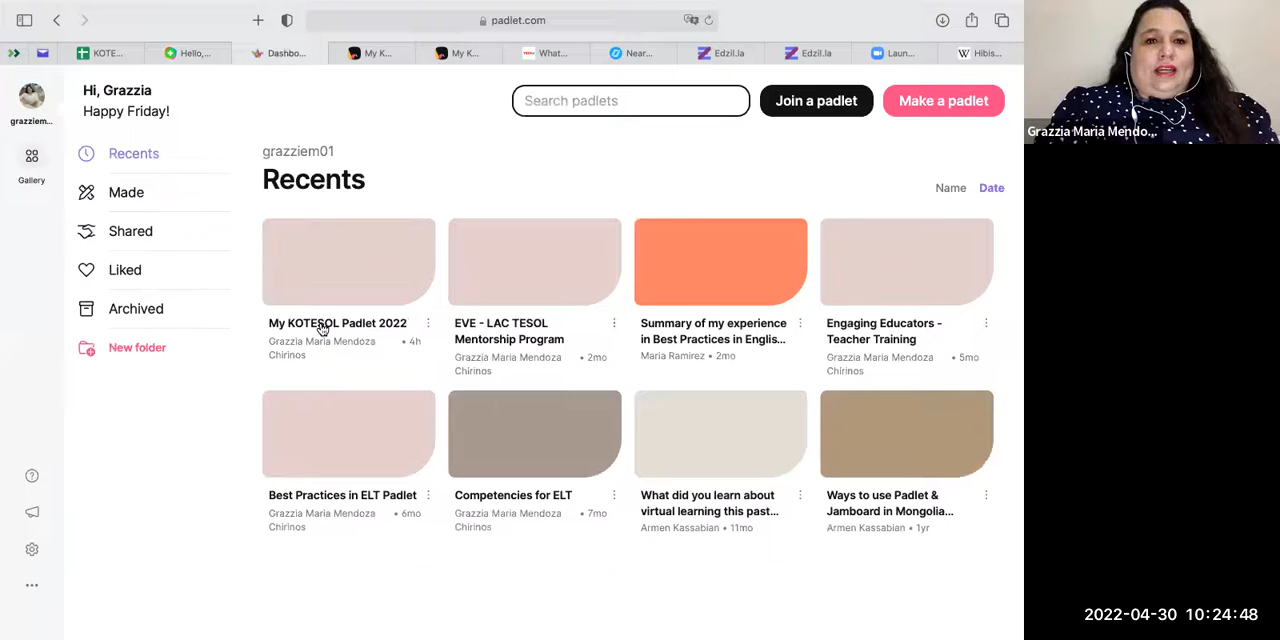 padlet.com
KOTE...
Hello,...
Dashbo...
My K...
My K...
What...
Near...
Edzil.la
Edzil.la
Laun...
W Hibis...
Hi, Grazzia
Happy Friday!
Search padlets
Join a padlet
Make a padlet
graziem...
Gallery
Recents
Made
Shared
Liked
Archived
New folder
grazziem01
Recents
Name Date
My KOTESOL Padlet 2022
Grazzia Maria Mendoza • 4h
Chirinos
EVE - LAC TESOL
Mentorship Program
Grazzia Maria Mendoza • 2mo
Chirinos
Summary of my experience
in Best Practices in Englis...
Maria Ramirez • 2mo
Engaging Educators -
Teacher Training
Grazzia Maria Mendoza • 5mo
Chirinos
Best Practices in ELT Padlet
Grazzia Maria Mendoza • 6mo
Chirinos
Competencies for ELT
Grazzia Maria Mendoza • 7mo
Chirinos
What did you learn about
virtual learning this past...
Armen Kassabian • 11mo
Ways to use Padlet &
Jamboard in Mongolia...
Armen Kassabian • 1yr
Grazzia Maria Mendo...
2022-04-30 10:24:48